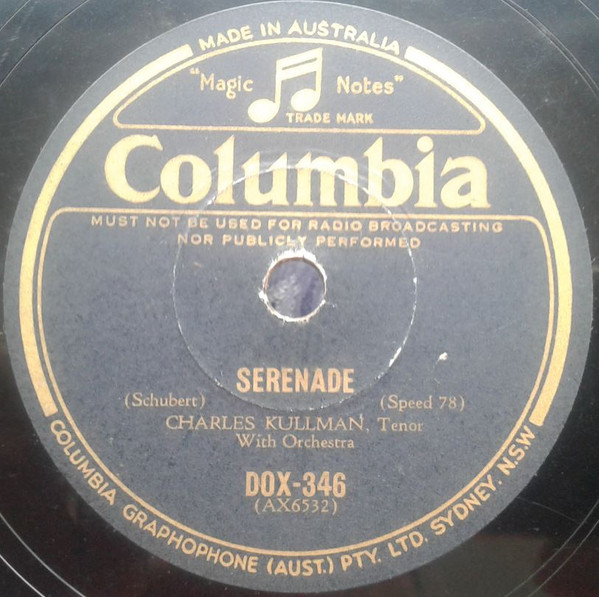 MADE IN AUSTRALIA
"Magic Notes"
TRADE MARK
Columbia
MUST NOT BE USED FOR RADIO BROADCASTING
NOR PUBLICLY PERFORMED
SERENADE
(Schubert) (Speed 78)
CHARLES KULLMAN, Tenor
With Orchestra
DOX-346
(AX6532)
COLUMBIA GRAPHOPHONE (AUST.) PTY. LTD. SYDNEY. N.S.W.